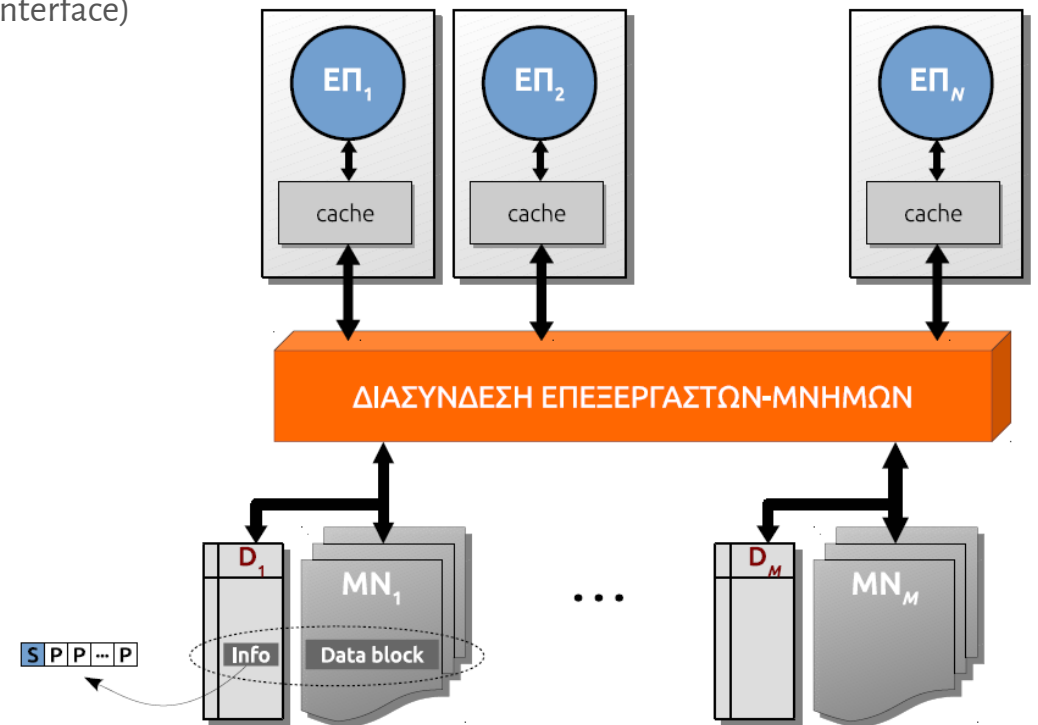 nterface)
ΕΠ1 ΕΠ2 ΕΠN
cache cache cache
ΔΙΑΣΥΝΔΕΣΗ ΕΠΕΞΕΡΓΑΣΤΩΝ-ΜΝΗΜΩΝ
D1 MN1 ... DM MNM
S P P ... P Info Data block